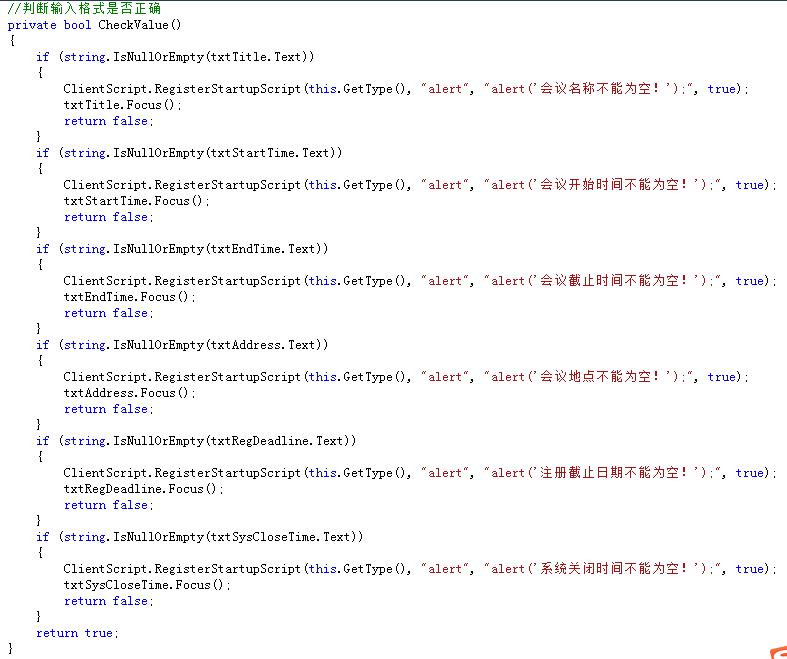 //判断输入格式是否正确
private bool CheckValue()
{
    if (string.IsNullOrEmpty(txtTitle.Text))
    {
        ClientScript.RegisterStartupScript(this.GetType(), "alert", "alert('会议名称不能为空！');", true);
        txtTitle.Focus();
        return false;
    }
    if (string.IsNullOrEmpty(txtStartTime.Text))
    {
        ClientScript.RegisterStartupScript(this.GetType(), "alert", "alert('会议开始时间不能为空！');", true);
        txtStartTime.Focus();
        return false;
    }
    if (string.IsNullOrEmpty(txtEndTime.Text))
    {
        ClientScript.RegisterStartupScript(this.GetType(), "alert", "alert('会议截止时间不能为空！');", true);
        txtEndTime.Focus();
        return false;
    }
    if (string.IsNullOrEmpty(txtAddress.Text))
    {
        ClientScript.RegisterStartupScript(this.GetType(), "alert", "alert('会议地点不能为空！');", true);
        txtAddress.Focus();
        return false;
    }
    if (string.IsNullOrEmpty(txtRegDeadline.Text))
    {
        ClientScript.RegisterStartupScript(this.GetType(), "alert", "alert('注册截止日期不能为空！');", true);
        txtRegDeadline.Focus();
        return false;
    }
    if (string.IsNullOrEmpty(txtSysCloseTime.Text))
    {
        ClientScript.RegisterStartupScript(this.GetType(), "alert", "alert('系统关闭时间不能为空！');", true);
        txtSysCloseTime.Focus();
        return false;
    }
    return true;
}